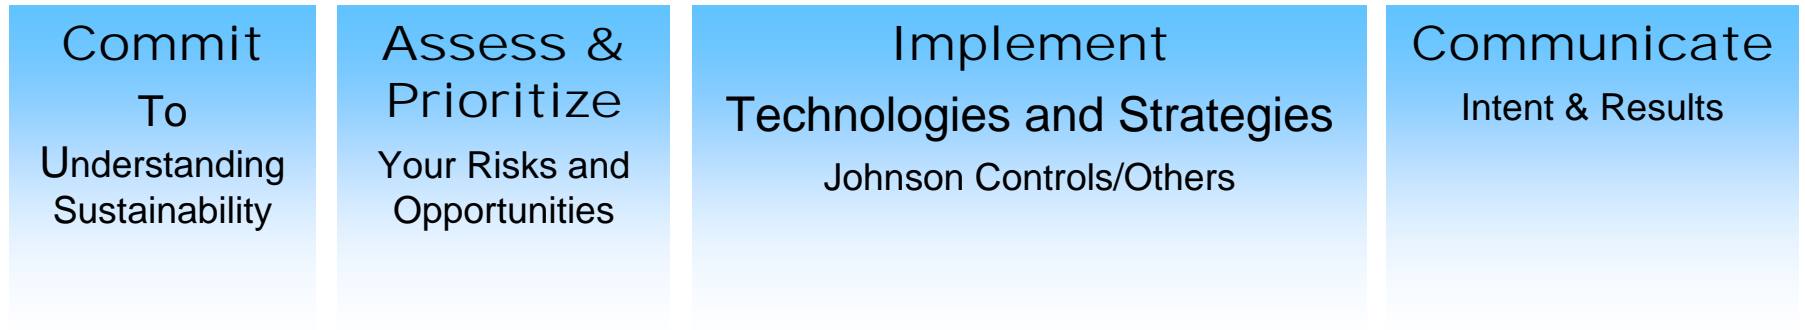 Commit
To
Understanding
Sustainability
Assess &
Prioritize
Your Risks and
Opportunities
Implement
Technologies and Strategies
Johnson Controls/Others
Communicate
Intent & Results